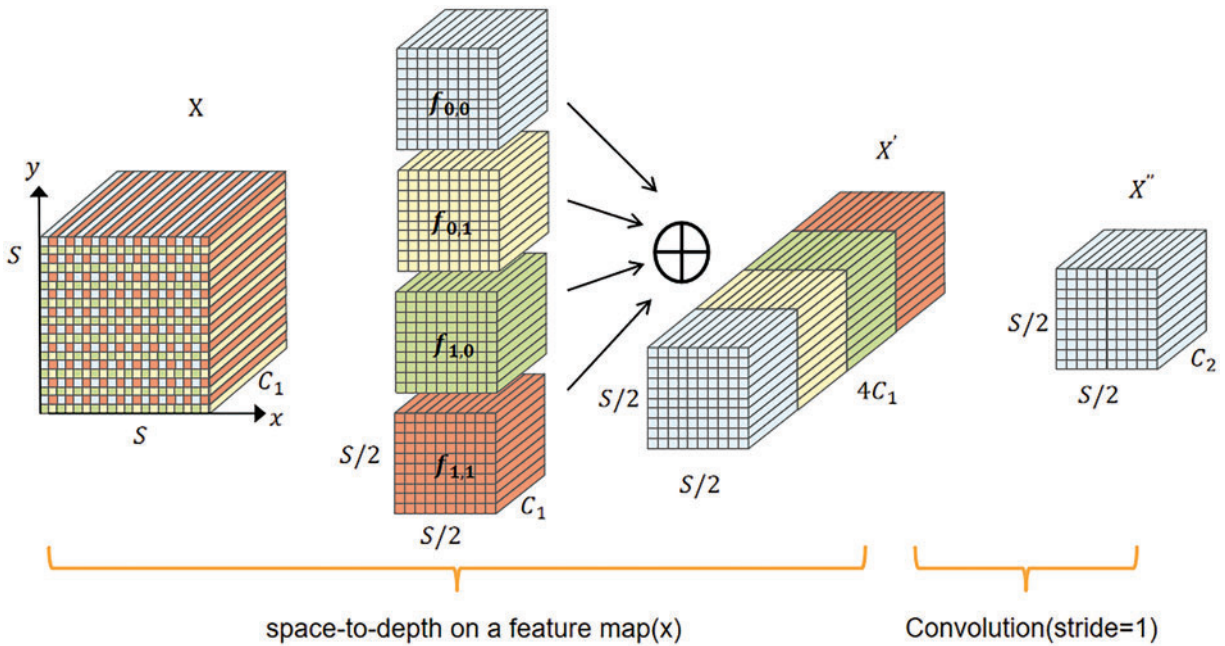 X
y
S
C₁
x
S
f₀,₀
f₀,₁
f₁,₀
f₁,₁
S/2
S/2
C₁
X′
S/2
S/2
4C₁
X″
S/2
S/2
C₂
space-to-depth on a feature map(x)
Convolution(stride=1)